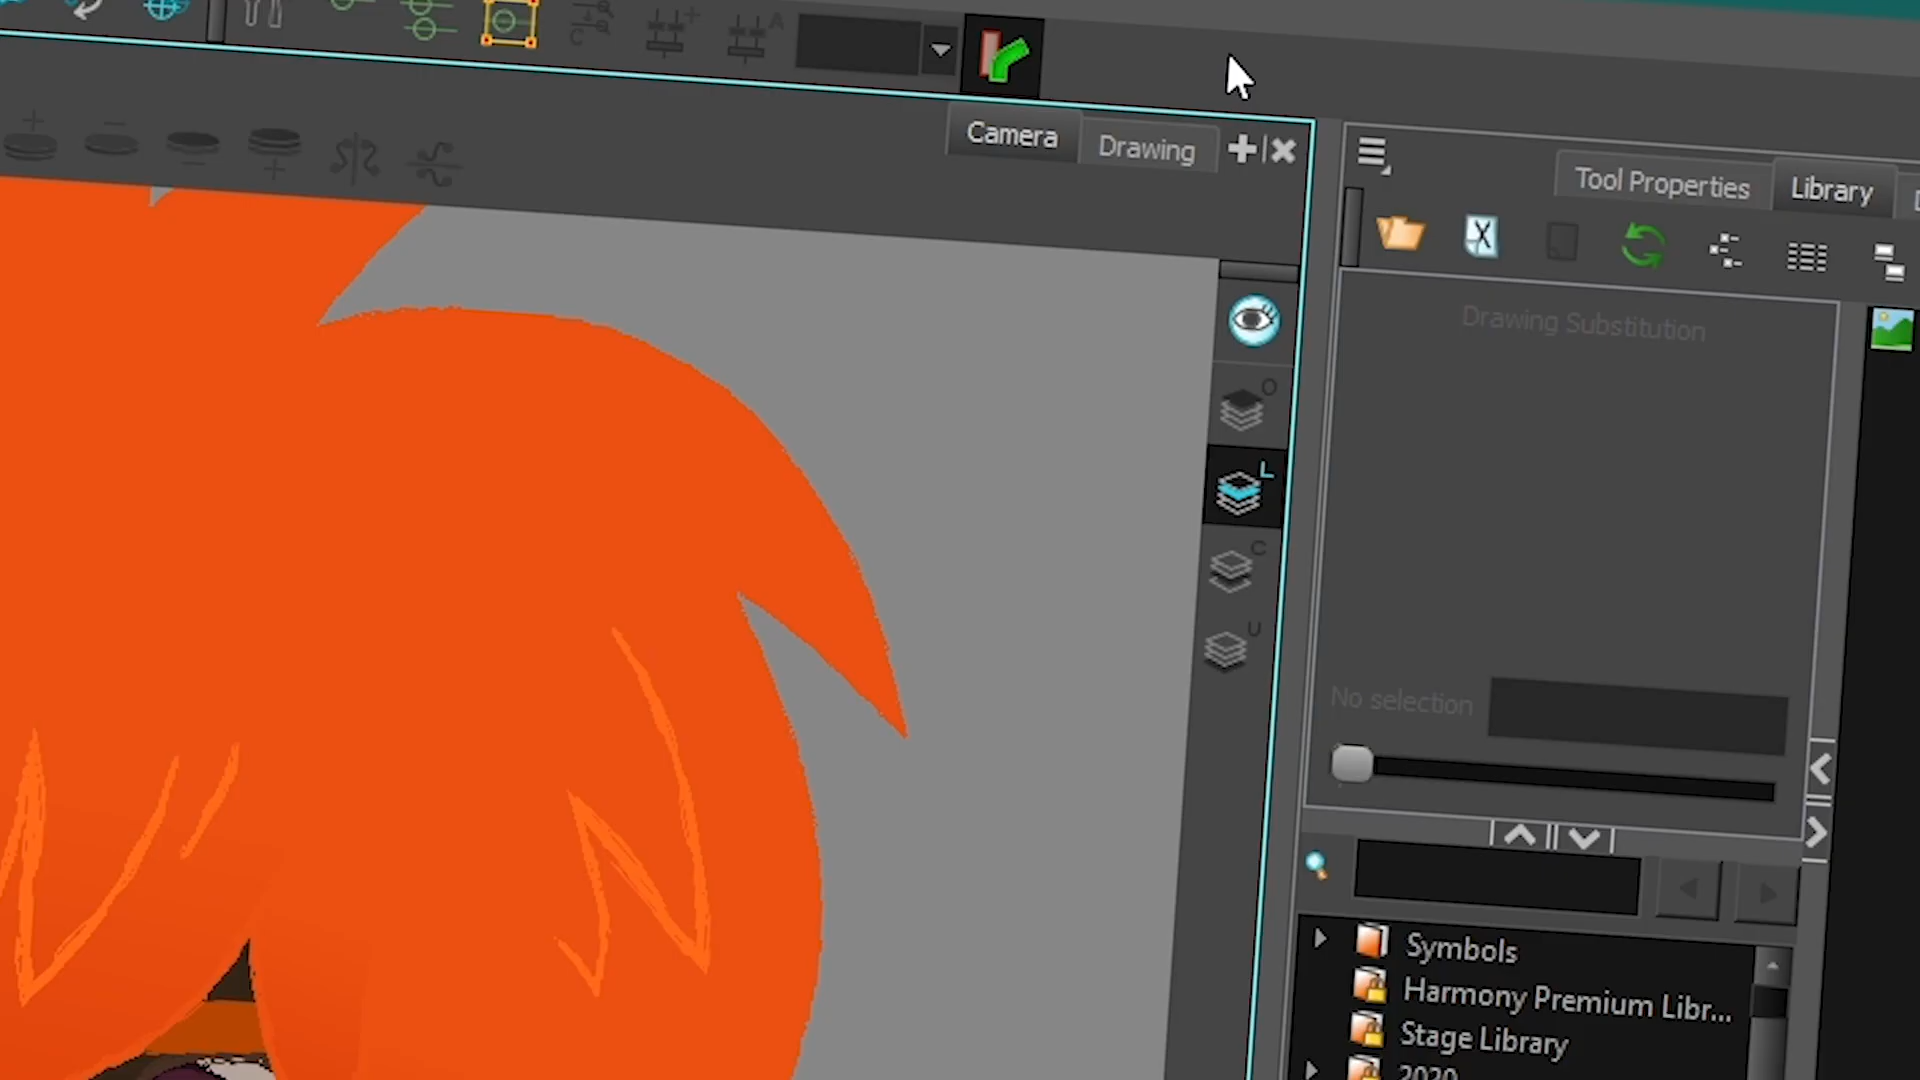 A
C
Camera
Drawing
Tool Properties
Library
O
L
C
U
Drawing Substitution
No selection
Symbols
Harmony Premium Libr...
Stage Library
2020